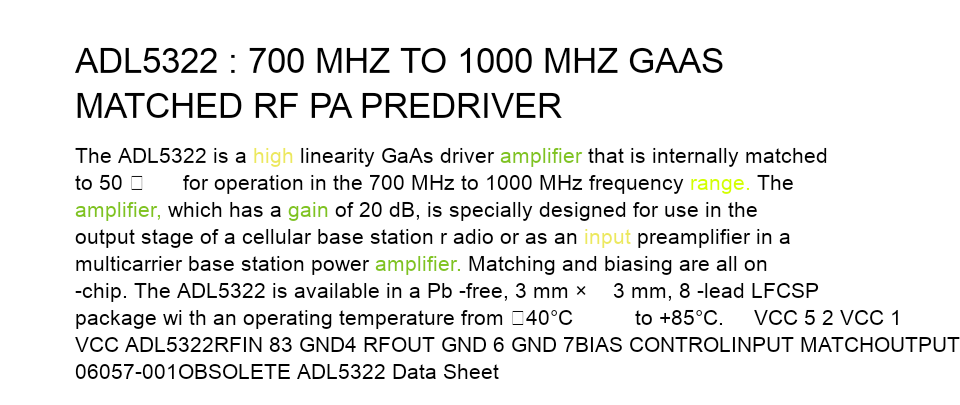 ADL5322 : 700 MHZ TO 1000 MHZ GAAS
MATCHED RF PA PREDRIVER
The ADL5322 is a high linearity GaAs driver amplifier that is internally matched
to 50 □ for operation in the 700 MHz to 1000 MHz frequency range. The
amplifier, which has a gain of 20 dB, is specially designed for use in the
output stage of a cellular base station r adio or as an input preamplifier in a
multicarrier base station power amplifier. Matching and biasing are all on
-chip. The ADL5322 is available in a Pb -free, 3 mm × 3 mm, 8 -lead LFCSP
package wi th an operating temperature from □40°C to +85°C. VCC 5 2 VCC 1
VCC ADL5322RFIN 83 GND4 RFOUT GND 6 GND 7BIAS CONTROLINPUT MATCHOUTPUT
06057-001OBSOLETE ADL5322 Data Sheet